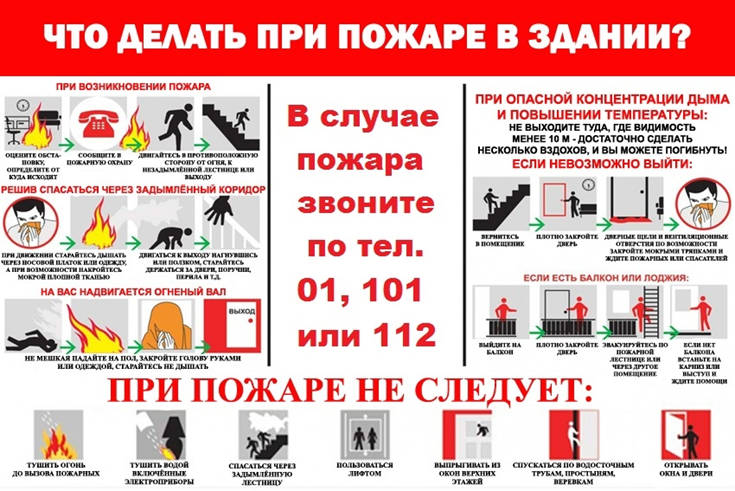 ЧТО ДЕЛАТЬ ПРИ ПОЖАРЕ В ЗДАНИИ?
ПРИ ВОЗНИКНОВЕНИИ ПОЖАРА
ОЦЕНИТЕ ОБСТА-
НОВКУ,
ОПРЕДЕЛИТЕ ОТ
КУДА ИСХОДИТ
СООБЩИТЕ В
ПОЖАРНУЮ ОХРАНУ
ДВИГАЙТЕСЬ В ПРОТИВОПОЛОЖНУЮ
СТОРОНУ ОТ ОГНЯ, К
НЕЗАДЫМЛЁННОЙ ЛЕСТНИЦЕ ИЛИ
ВЫХОДУ
РЕШИВ СПАСАТЬСЯ ЧЕРЕЗ ЗАДЫМЛЁННЫЙ КОРИДОР
ПРИ ДВИЖЕНИИ СТАРАЙТЕСЬ ДЫШАТЬ
ЧЕРЕЗ НОСОВОЙ ПЛАТОК ИЛИ ОДЕЖДУ,
А ПРИ ВОЗМОЖНОСТИ НАКРОЙТЕСЬ
МОКРОЙ ПЛОТНОЙ ТКАНЬЮ
ДВИГАТЬСЯ К ВЫХОДУ НАГНУВШИСЬ
ИЛИ ПОЛЗКОМ, СТАРАЙТЕСЬ
ДЕРЖАТЬСЯ ЗА ДВЕРИ, ПОРУЧНИ,
ПЕРИЛА И Т.Д.
НА ВАС НАДВИГАЕТСЯ ОГНЕНЫЙ ВАЛ
ВЫХОД
НЕ МЕШКАЯ ПАДАЙТЕ НА ПОЛ, ЗАКРОЙТЕ ГОЛОВУ РУКАМИ
ИЛИ ОДЕЖДОЙ, СТАРАЙТЕСЬ НЕ ДЫШАТЬ
В случае
пожара
звоните
по тел.
01, 101
или 112
ПРИ ОПАСНОЙ КОНЦЕНТРАЦИИ ДЫМА
И ПОВЫШЕНИИ ТЕМПЕРАТУРЫ:
НЕ ВЫХОДИТЕ ТУДА, ГДЕ ВИДИМОСТЬ
МЕНЕЕ 10 М - ДОСТАТОЧНО СДЕЛАТЬ
НЕСКОЛЬКО ВЗДОХОВ, И ВЫ МОЖЕТЕ ПОГИБНУТЬ!
ЕСЛИ НЕВОЗМОЖНО ВЫЙТИ:
ВЕРНИТЕСЬ
В ПОМЕЩЕНИЕ
ПЛОТНО ЗАКРОЙТЕ
ДВЕРЬ
ДВЕРНЫЕ ЩЕЛИ И ВЕНТИЛЯЦИОННЫЕ
ОТВЕРСТИЯ ПО ВОЗМОЖНОСТИ
ЗАКРОЙТЕ МОКРЫМИ ТРЯПКАМИ И
ЖДИТЕ ПОЖАРНЫХ ИЛИ СПАСАТЕЛЕЙ
ЕСЛИ ЕСТЬ БАЛКОН ИЛИ ЛОДЖИЯ:
ВЫЙДИТЕ НА
БАЛКОН
ПЛОТНО ЗАКРОЙТЕ
ДВЕРЬ
ЭВАКУИРУЙТЕСЬ ПО
ПОЖАРНОЙ
ЛЕСТНИЦЕ ИЛИ
ЧЕРЕЗ ДРУГОЕ
ПОМЕЩЕНИЕ
ЕСЛИ НЕТ
БАЛКОНА
ВСТАНЬТЕ НА
КАРНИЗ ИЛИ
ВЫСТУП И
ЖДИТЕ ПОМОЩИ
ПРИ ПОЖАРЕ НЕ СЛЕДУЕТ:
ТУШИТЬ ОГОНЬ
ДО ВЫЗОВА ПОЖАРНЫХ
ТУШИТЬ ВОДОЙ
ВКЛЮЧЁННЫЕ
ЭЛЕКТОПРИБОРЫ
СПАСАТЬСЯ ЧЕРЕЗ
ЗАДЫМЛЁННУЮ
ЛЕСТНИЦУ
ПОЛЬЗОВАТЬСЯ
ЛИФТОМ
ВЫПРЫГИВАТЬ ИЗ
ОКОН ВЕРХНИХ
ЭТАЖЕЙ
СПУСКАТЬСЯ ПО ВОДОСТОЧНЫМ
ТРУБАМ, ПРОСТЫНЯМ,
ВЕРЕВКАМ
ОТКРЫВАТЬ
ОКНА И ДВЕРИ